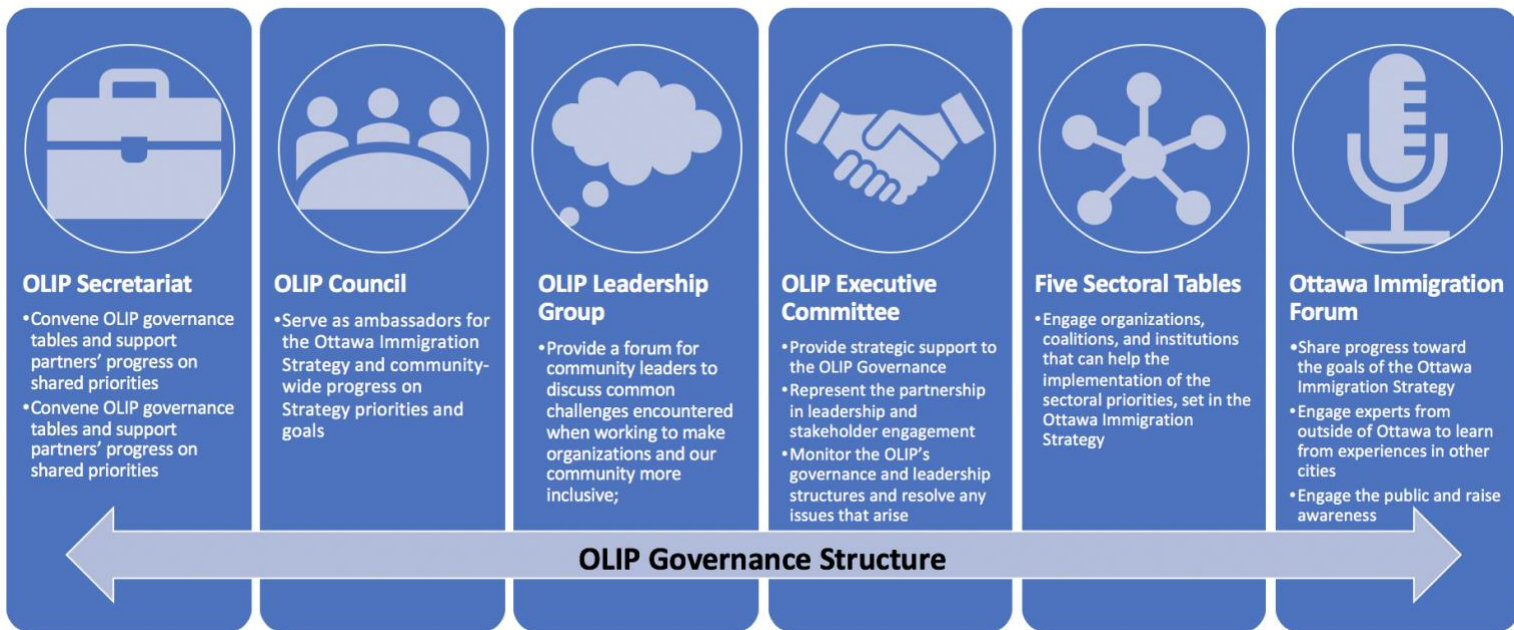 OLIP Secretariat
•Convene OLIP governance
tables and support
partners' progress on
shared priorities
•Convene OLIP governance
tables and support
partners' progress on
shared priorities
OLIP Council
•Serve as ambassadors for
the Ottawa Immigration
Strategy and community-
wide progress on
Strategy priorities and
goals
OLIP Leadership
Group
•Provide a forum for
community leaders to
discuss common
challenges encountered
when working to make
organizations and our
community more
inclusive;
OLIP Executive
Committee
•Provide strategic support to
the OLIP Governance
•Represent the partnership
in leadership and
stakeholder engagement
•Monitor the OLIP's
governance and leadership
structures and resolve any
issues that arise
Five Sectoral Tables
•Engage organizations,
coalitions, and institutions
that can help the
implementation of the
sectoral priorities, set in the
Ottawa Immigration
Strategy
Ottawa Immigration
Forum
•Share progress toward
the goals of the Ottawa
Immigration Strategy
•Engage experts from
outside of Ottawa to learn
from experiences in other
cities
•Engage the public and raise
awareness
OLIP Governance Structure